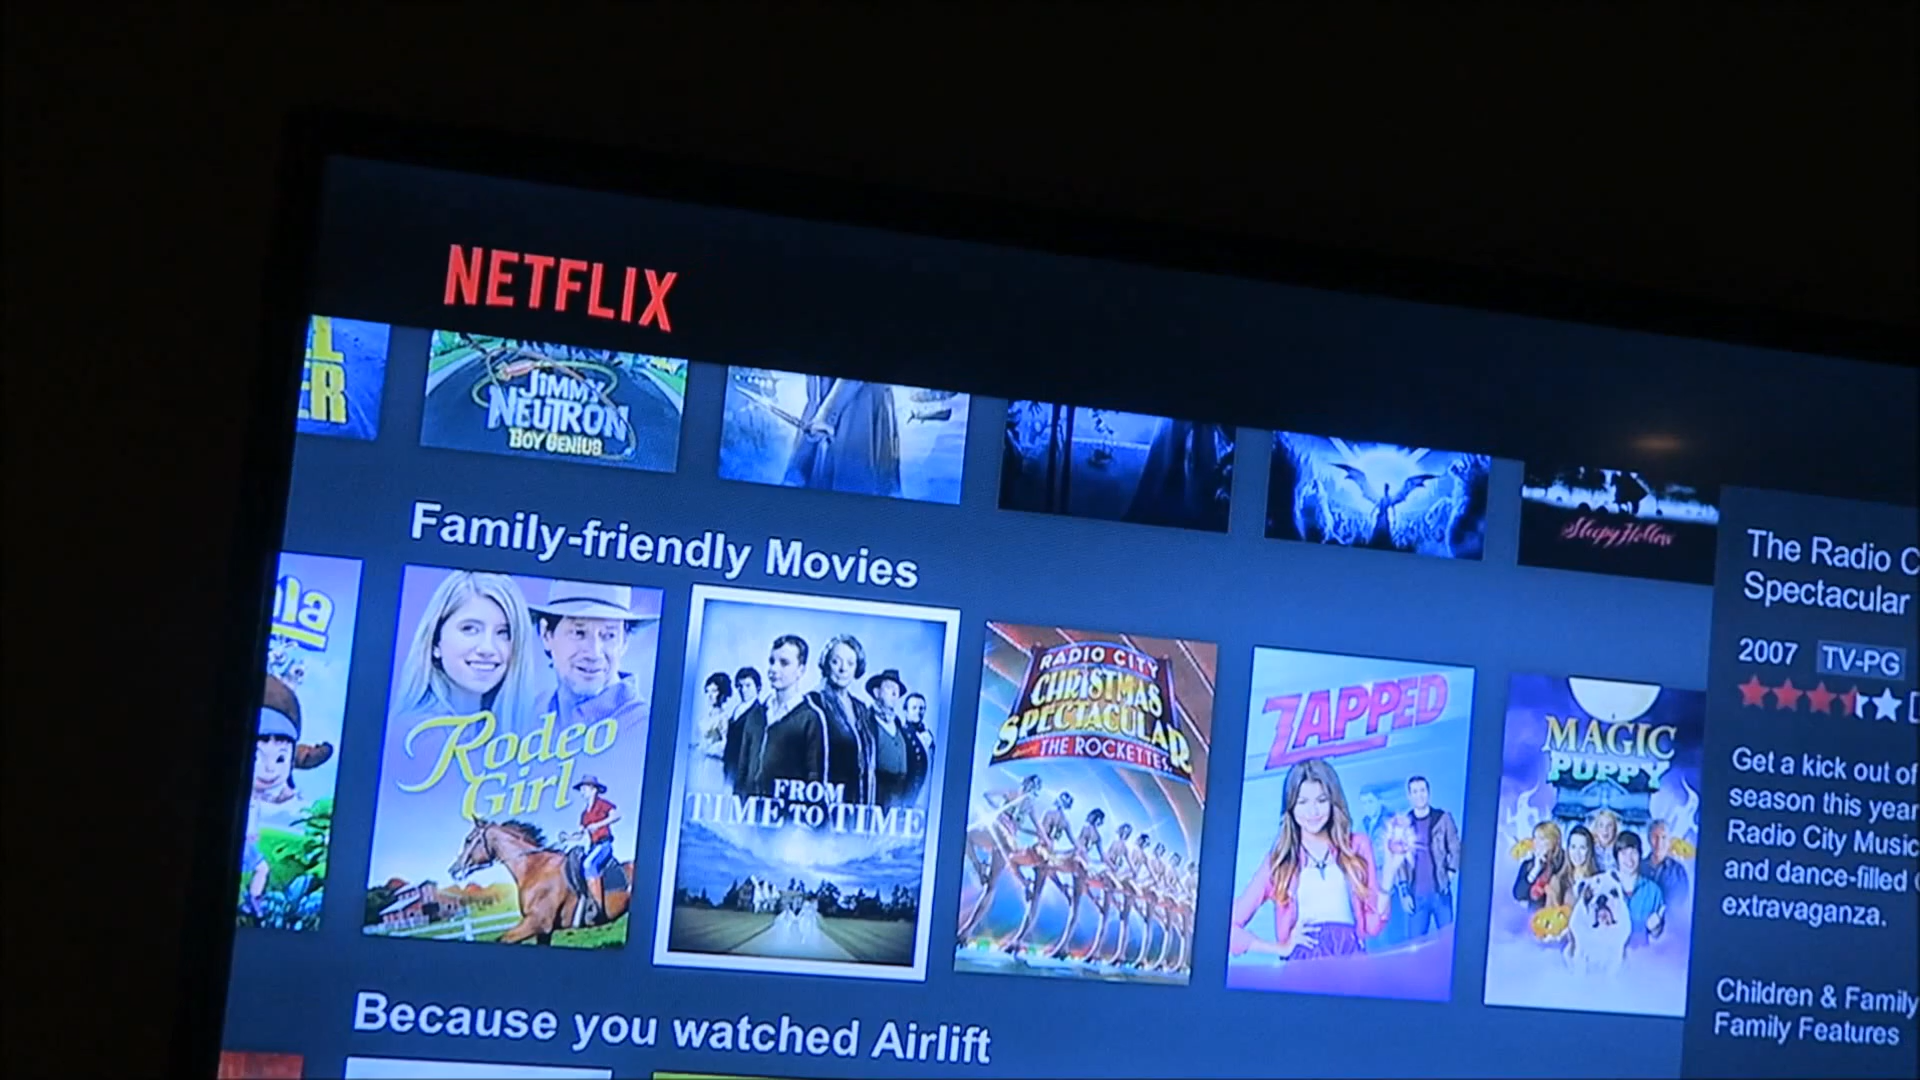 NETFLIX
JIMMY
NEUTRON
BOY GENIUS
Sleepy Hollow
Family-friendly Movies
Rodeo
Girl
FROM
TIME TO TIME
RADIO CITY
CHRISTMAS
SPECTACULAR
THE ROCKETTES
ZAPPED
MAGIC
PUPPY
The Radio
Spectacular
2007 TV-PG
Get a kick out of
season this year
Radio City Music
and dance-filled
extravaganza.
Children & Family
Family Features
Because you watched Airlift